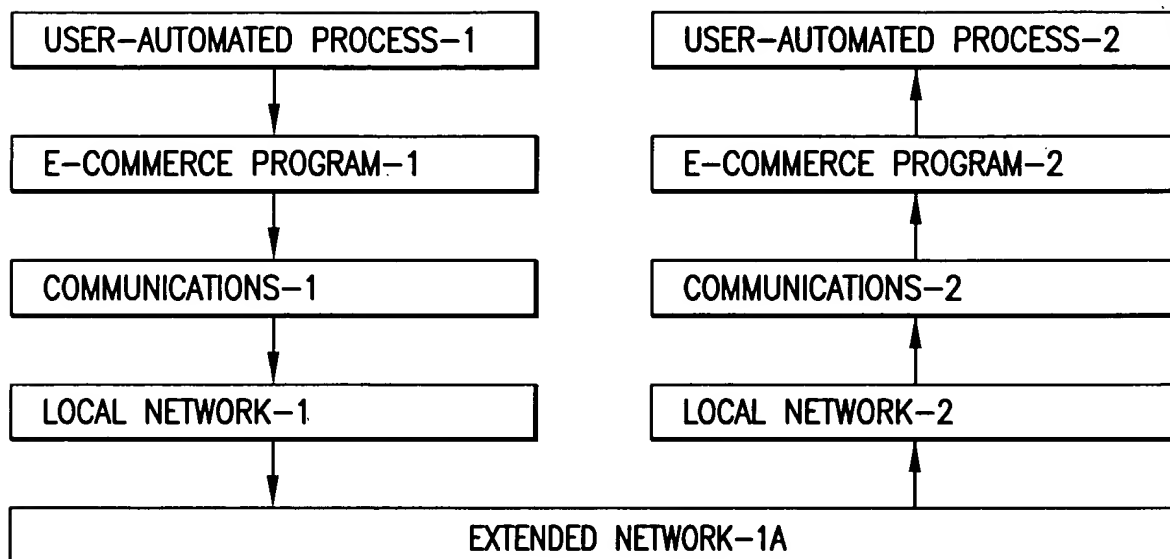 USER-AUTOMATED PROCESS-1
E-COMMERCE PROGRAM-1
COMMUNICATIONS-1
LOCAL NETWORK-1
USER-AUTOMATED PROCESS-2
E-COMMERCE PROGRAM-2
COMMUNICATIONS-2
LOCAL NETWORK-2
EXTENDED NETWORK-1A